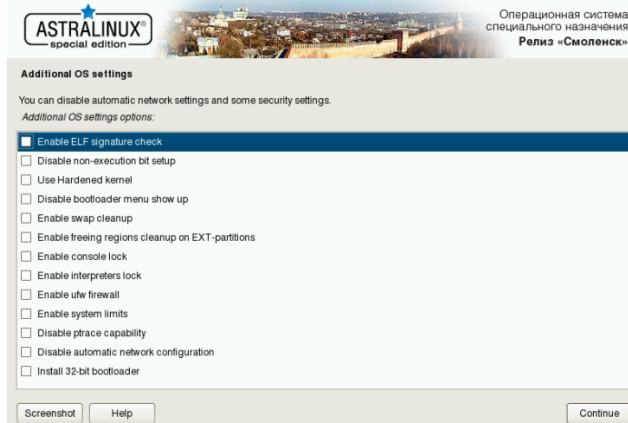 ASTRALINUX®
special edition
Операционная система
специального назначения
Релиз «Смоленск»
Additional OS settings
You can disable automatic network settings and some security settings.
Additional OS settings options:
Enable ELF signature check
Disable non-execution bit setup
Use Hardened kernel
Disable bootloader menu show up
Enable swap cleanup
Enable freeing regions cleanup on EXT-partitions
Enable console lock
Enable interpreters lock
Enable ufw firewall
Enable system limits
Disable ptrace capability
Disable automatic network configuration
Install 32-bit bootloader
Screenshot Help Continue